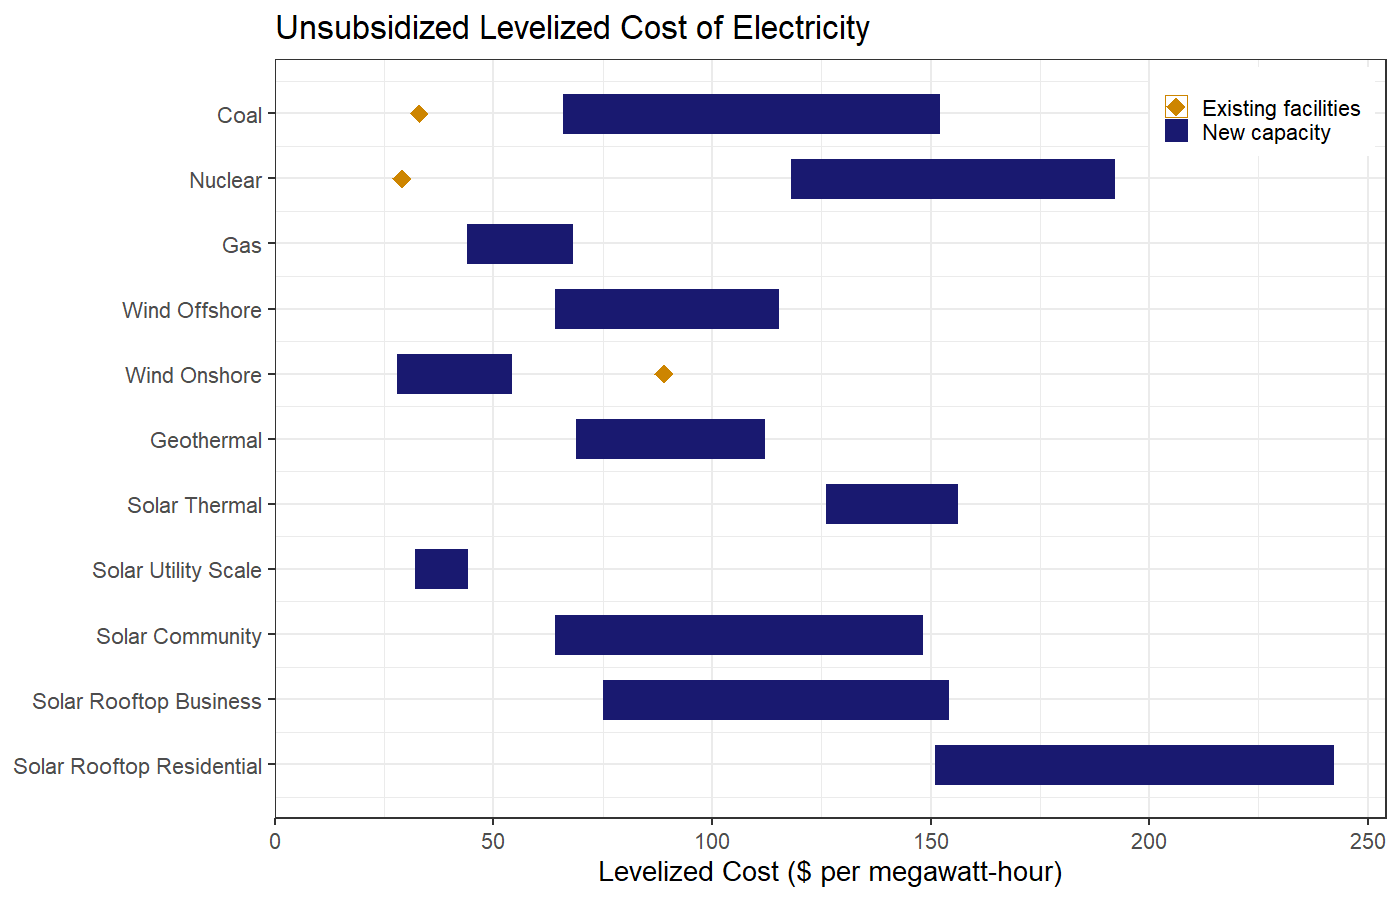 Unsubsidized Levelized Cost of Electricity
Existing facilities
New capacity
Coal
Nuclear
Gas
Wind Offshore
Wind Onshore
Geothermal
Solar Thermal
Solar Utility Scale
Solar Community
Solar Rooftop Business
Solar Rooftop Residential
0 50 100 150 200 250
Levelized Cost ($ per megawatt-hour)